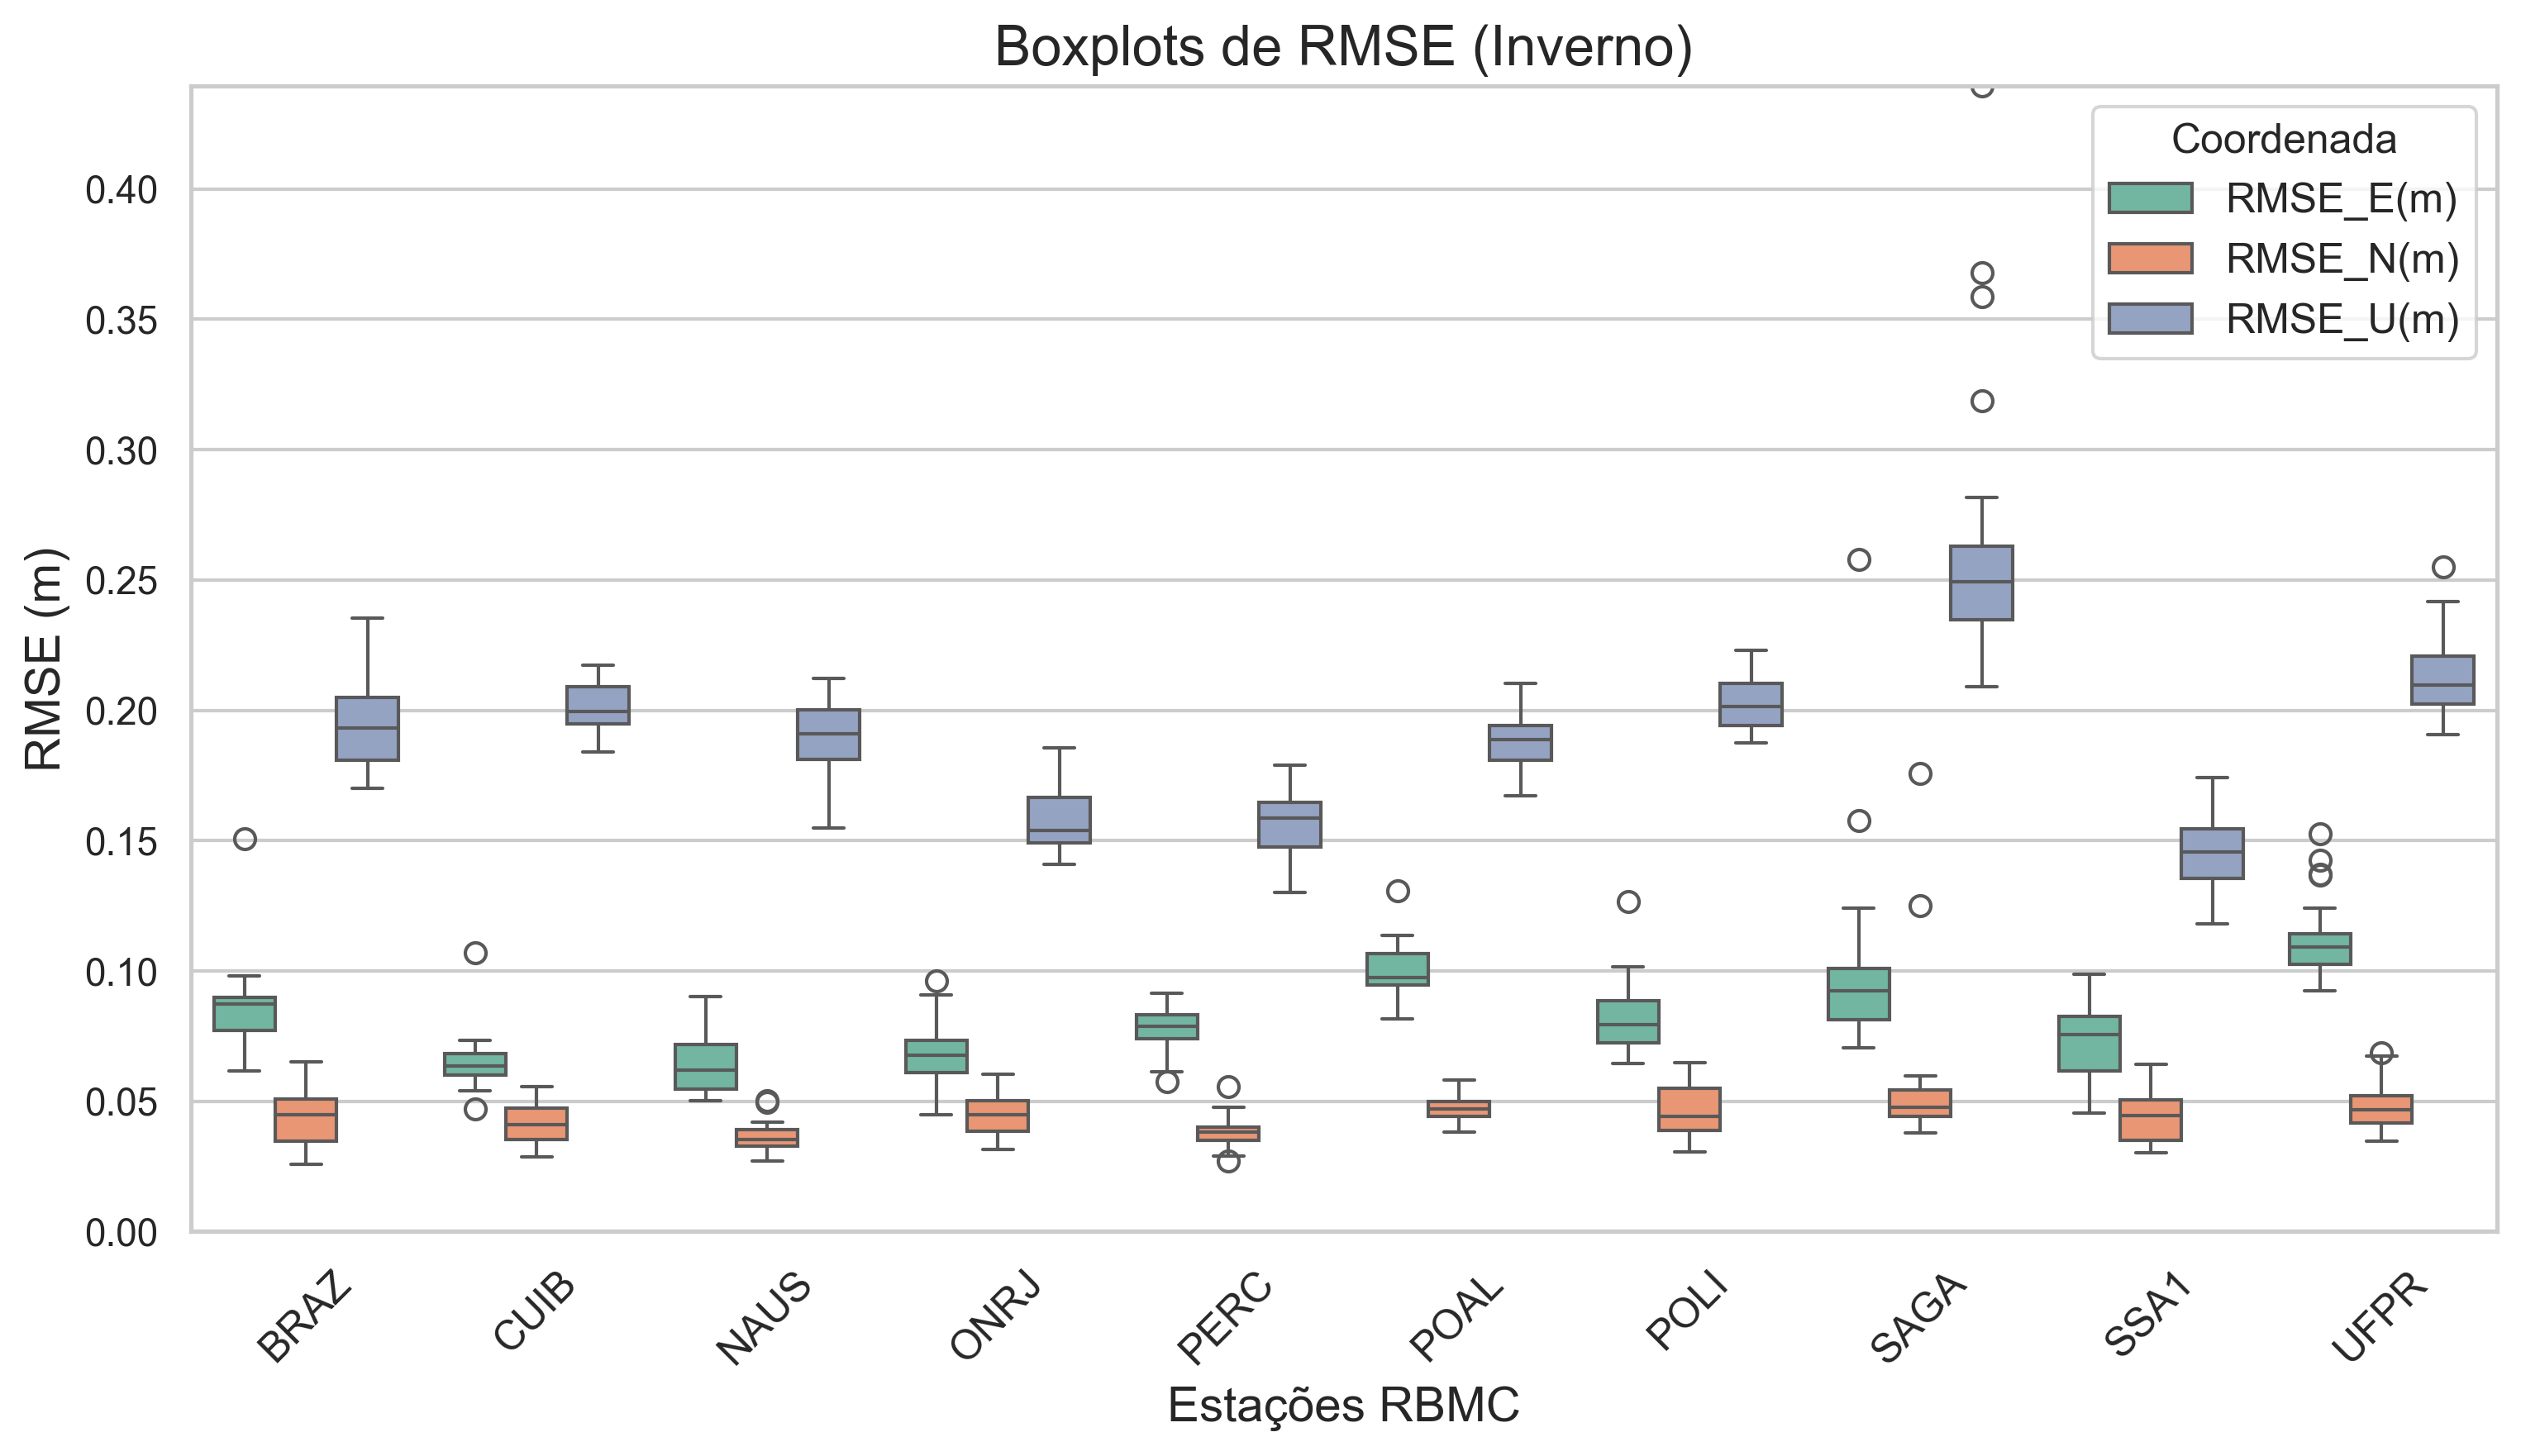 Boxplots de RMSE (Inverno)
RMSE (m)
0.40
0.35
0.30
0.25
0.20
0.15
0.10
0.05
0.00
Coordenada
RMSE_E(m)
RMSE_N(m)
RMSE_U(m)
BRAZ
CUIB
NAUS
ONRJ
PERC
POAL
POLI
SAGA
SSA1
UFPR
Estações RBMC